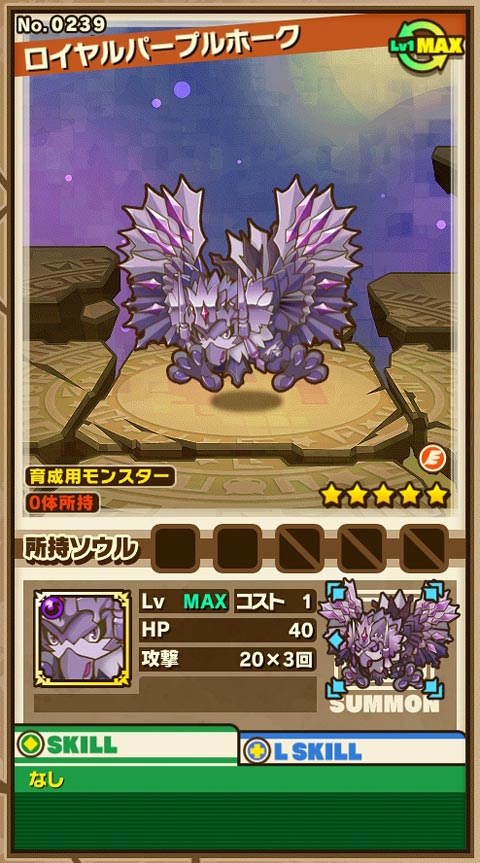 No.0239
ロイヤルパープルホーク
Lv1 MAX
育成用モンスター
0体所持
所持ソウル
Lv MAX コスト 1
HP 40
攻撃 20×3回
SUMMON
SKILL
L SKILL
なし